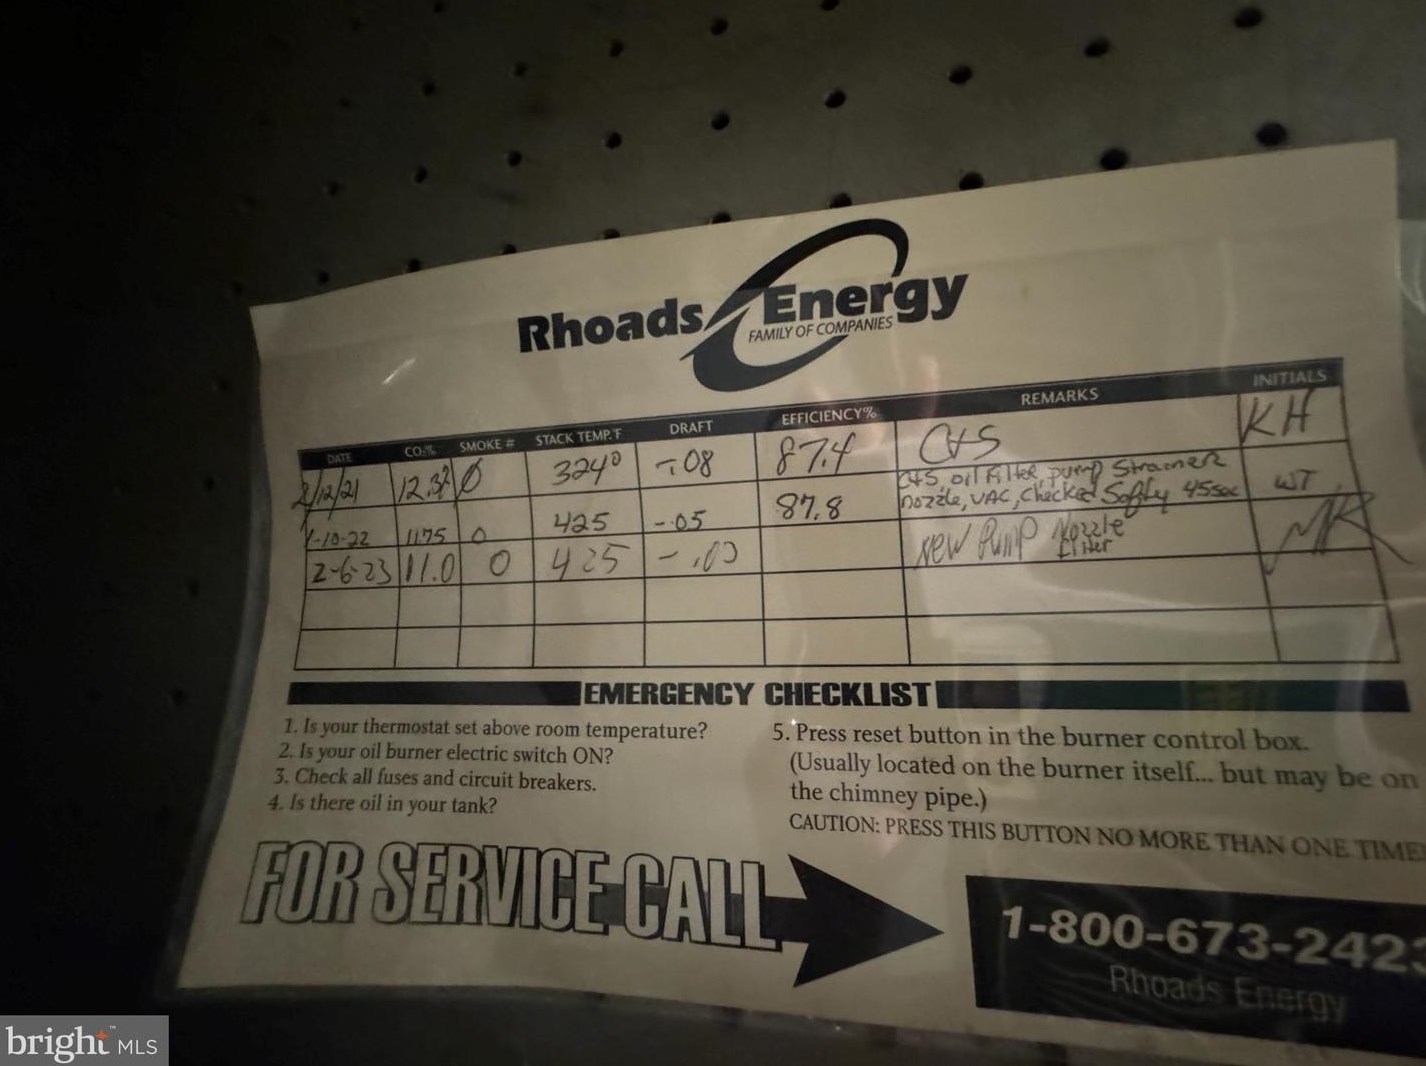 Rhoads Energy
FAMILY OF COMPANIES
DATE CO₂% SMOKE # STACK TEMP.°F DRAFT EFFICIENCY% REMARKS INITIALS
/12/21 12.3% Ø 324° -.08 87.4 C+S KH
C+S, oil filter, pump strainer
-10-22 11.75 0 425 -.05 87.8 nozzle, VAC, checked Safty 45sec WT
2-6-23 11.0 0 425 New Pump Nozzle MR
Filter
EMERGENCY CHECKLIST
1. Is your thermostat set above room temperature?
2. Is your oil burner electric switch ON?
3. Check all fuses and circuit breakers.
4. Is there oil in your tank?
5. Press reset button in the burner control box.
(Usually located on the burner itself... but may be on
the chimney pipe.)
CAUTION: PRESS THIS BUTTON NO MORE THAN ONE TIME
FOR SERVICE CALL
1-800-673-242
Rhoads Energy
bright™ MLS